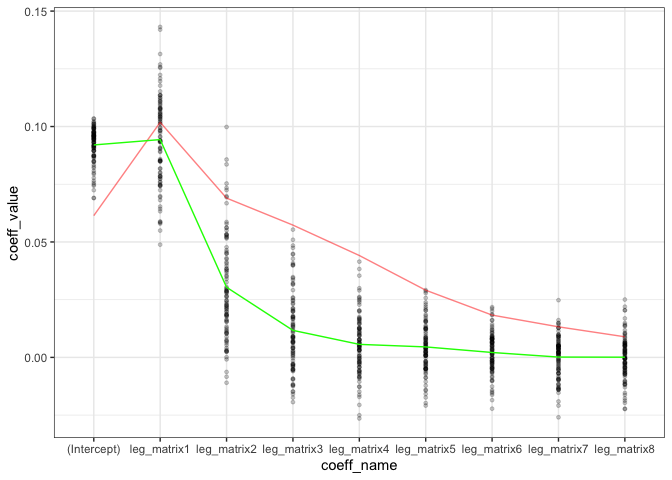 0.15
0.10
0.05
0.00
coeff_value
(Intercept) leg_matrix1 leg_matrix2 leg_matrix3 leg_matrix4 leg_matrix5 leg_matrix6 leg_matrix7 leg_matrix8
coeff_name